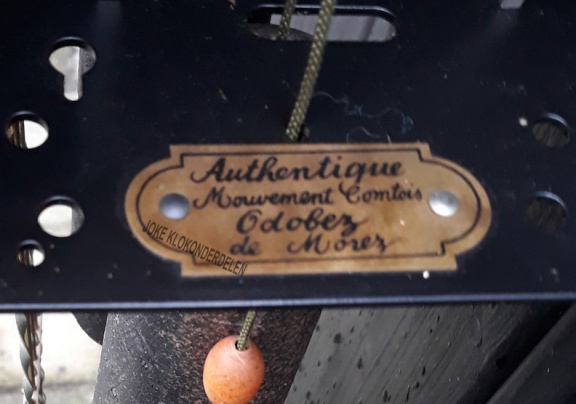 Authentique
Mouvement Comtois
Odobez
de Morez
JOKE KLOKONDERDELEN